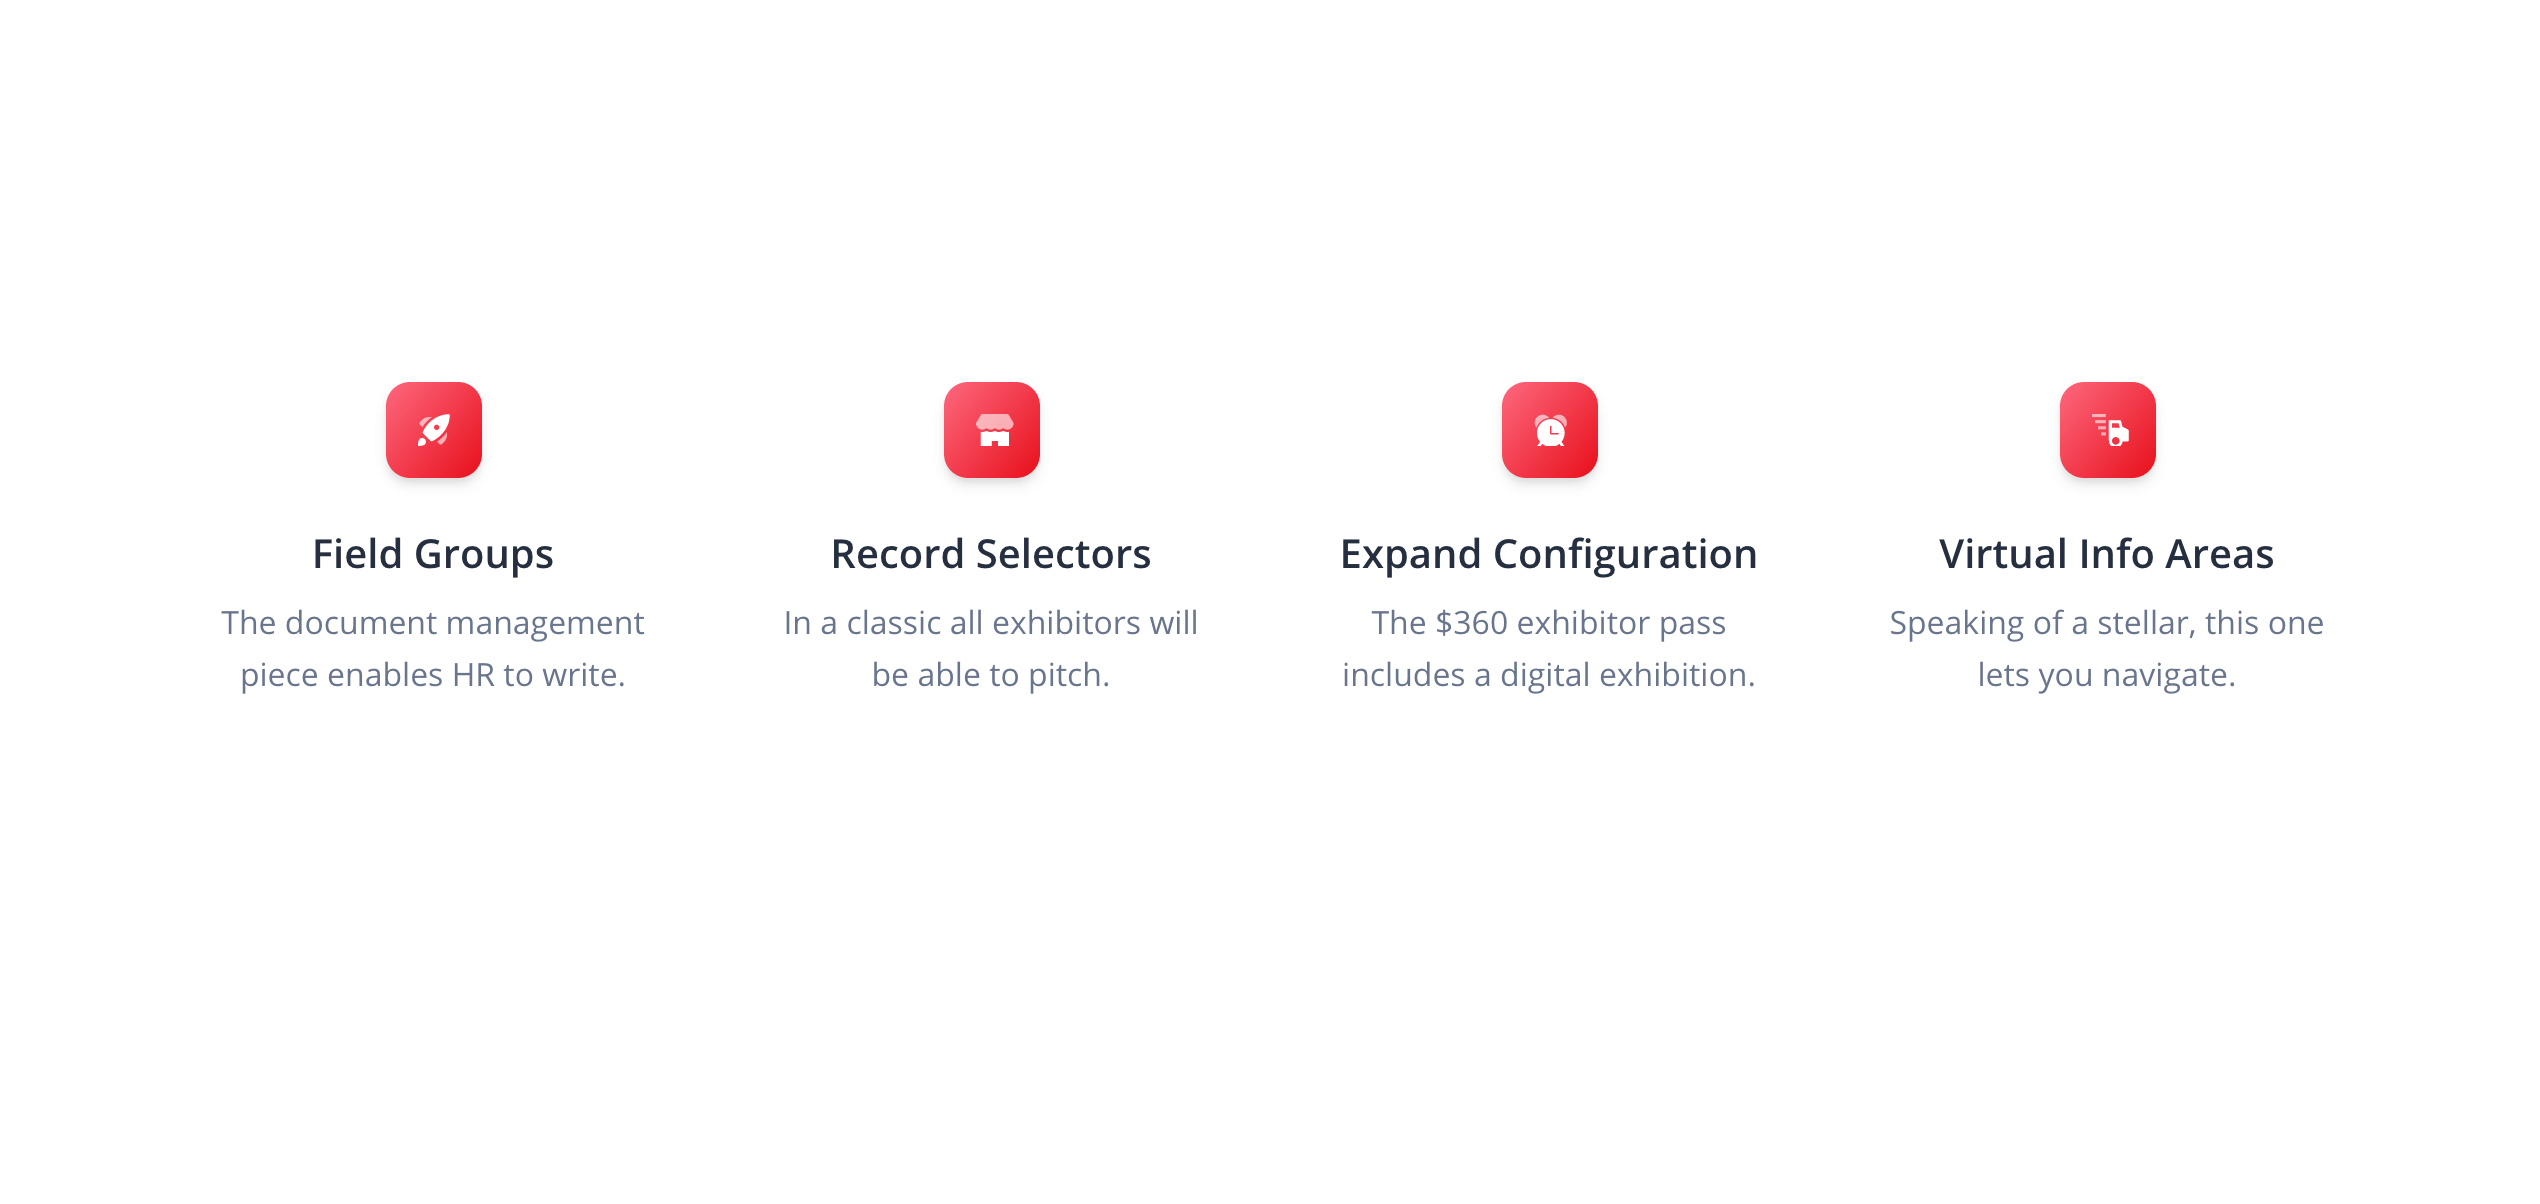 Field Groups
The document management
piece enables HR to write.
Record Selectors
In a classic all exhibitors will
be able to pitch.
Expand Configuration
The $360 exhibitor pass
includes a digital exhibition.
Virtual Info Areas
Speaking of a stellar, this one
lets you navigate.